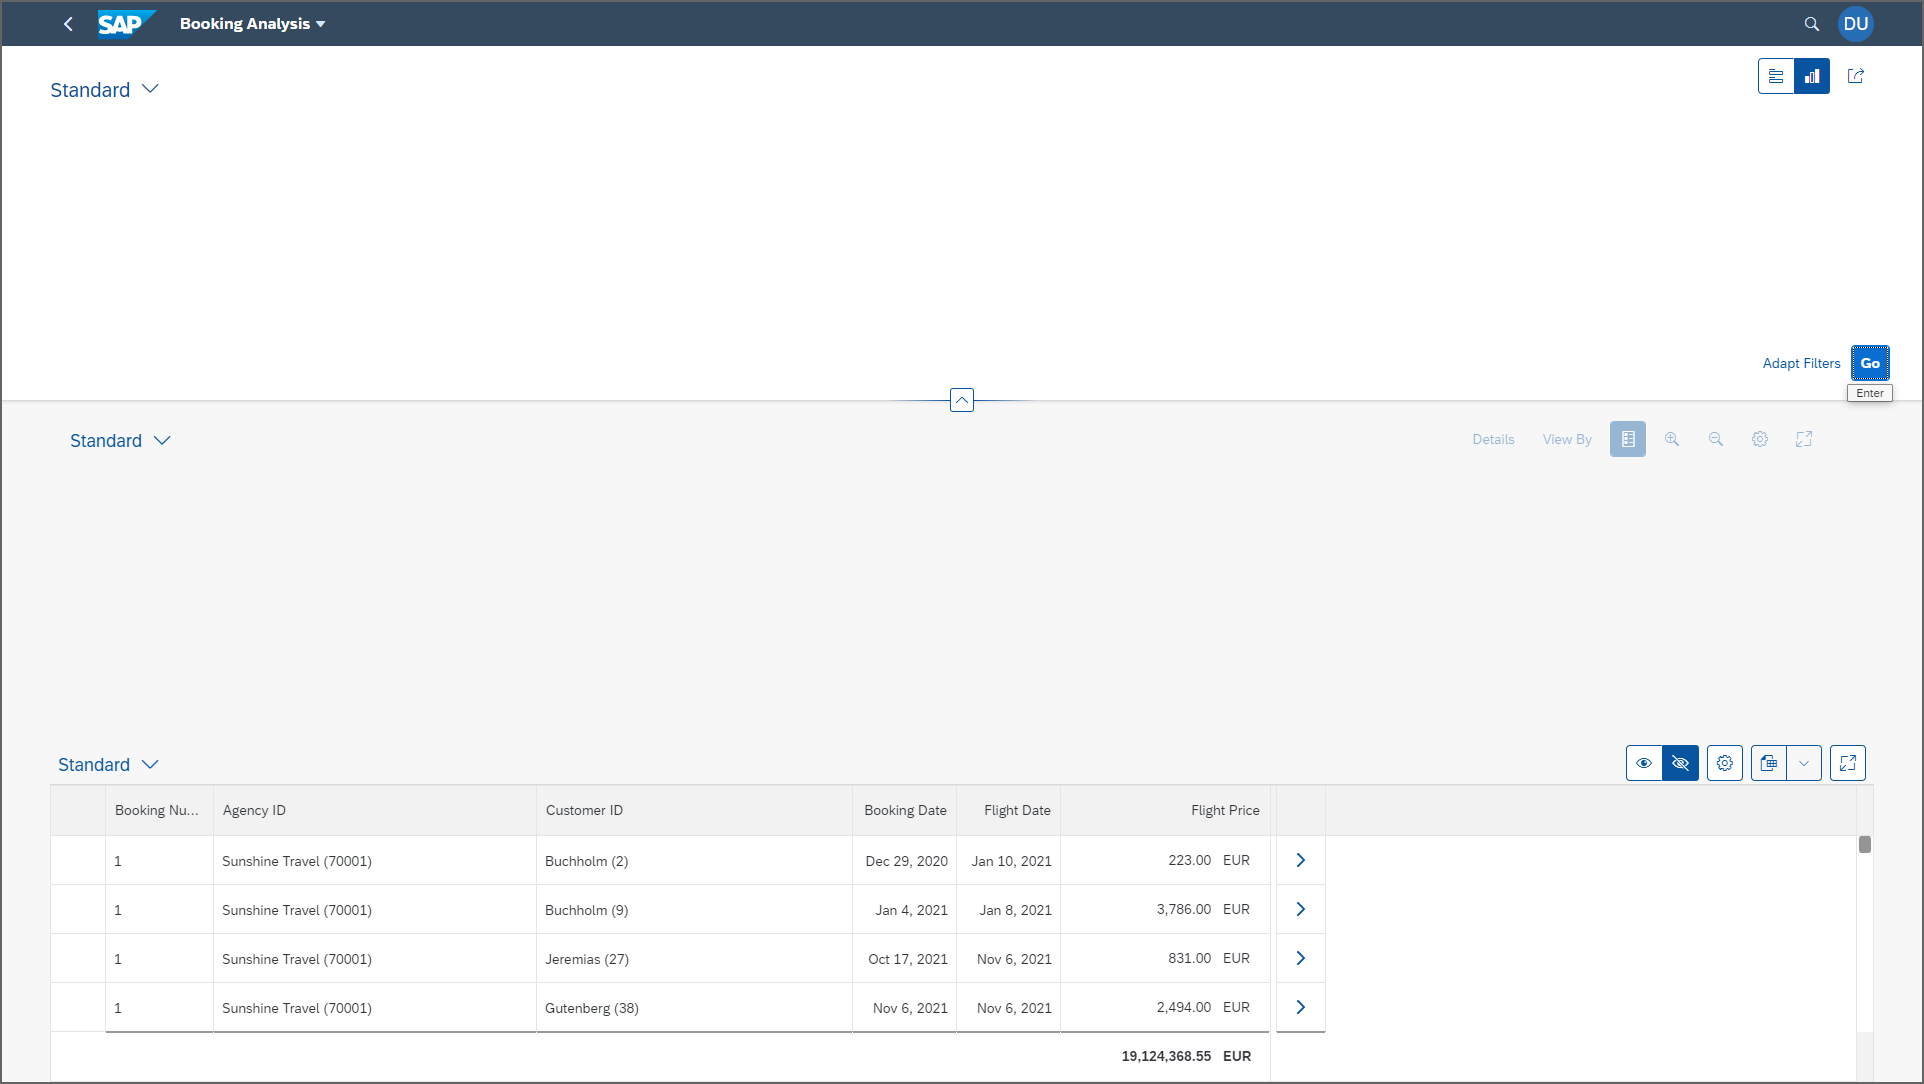 SAP Booking Analysis DU
Standard
Adapt Filters Go
Enter
Standard Details View By
Standard
Booking Nu... Agency ID Customer ID Booking Date Flight Date Flight Price
1 Sunshine Travel (70001) Buchholm (2) Dec 29, 2020 Jan 10, 2021 223.00 EUR
1 Sunshine Travel (70001) Buchholm (9) Jan 4, 2021 Jan 8, 2021 3,786.00 EUR
1 Sunshine Travel (70001) Jeremias (27) Oct 17, 2021 Nov 6, 2021 831.00 EUR
1 Sunshine Travel (70001) Gutenberg (38) Nov 6, 2021 Nov 6, 2021 2,494.00 EUR
19,124,368.55 EUR